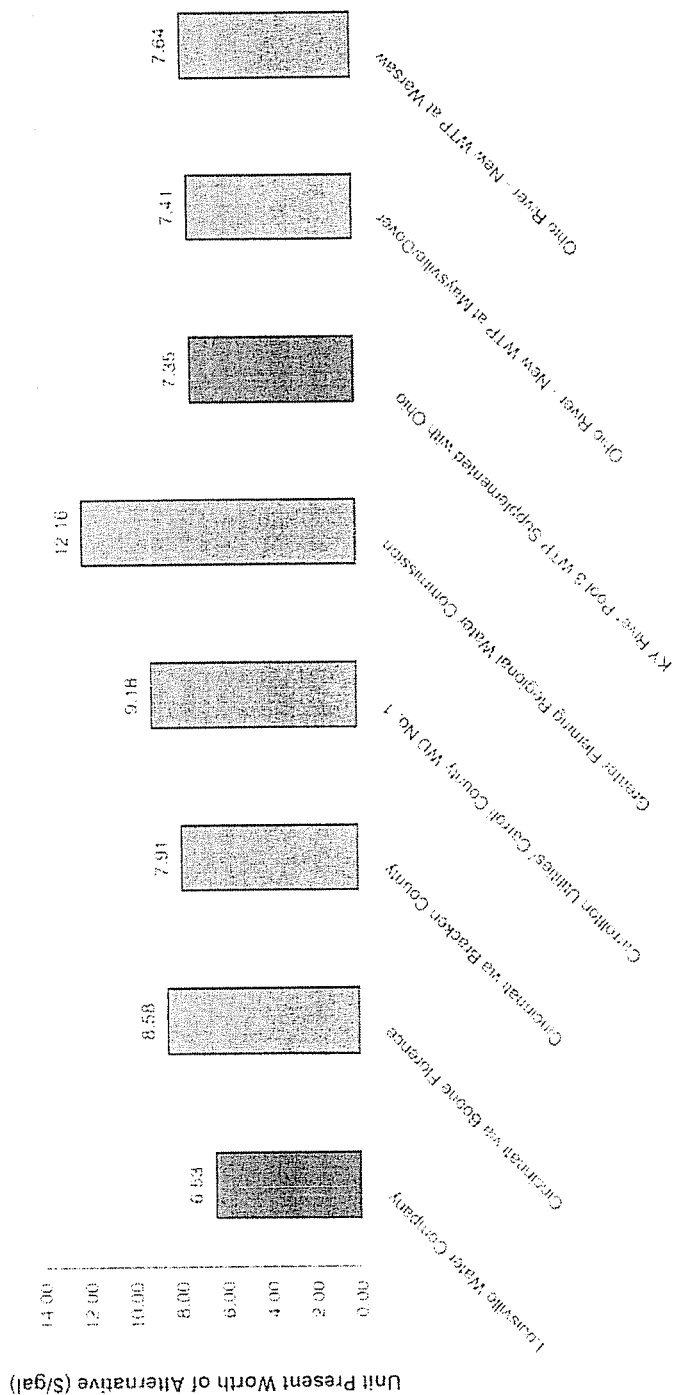 Unit Present Worth of Alternative ($/gal)
14.00
12.00
10.00
8.00
6.00
4.00
2.00
0.00
6.53
8.58
7.91
9.18
12.16
7.35
7.41
7.64
Louisville Water Company
Cincinnati via Boone Florence
Cincinnati via Bracken County
Carrollton Utilities/ Carroll County WD No. 1
Greater Fleming Regional Water Commission
KY River Pool 3 WTP Supplemented with Ohio
Ohio River - New WTP at Maysville/Dover
Ohio River - New WTP at Warsaw